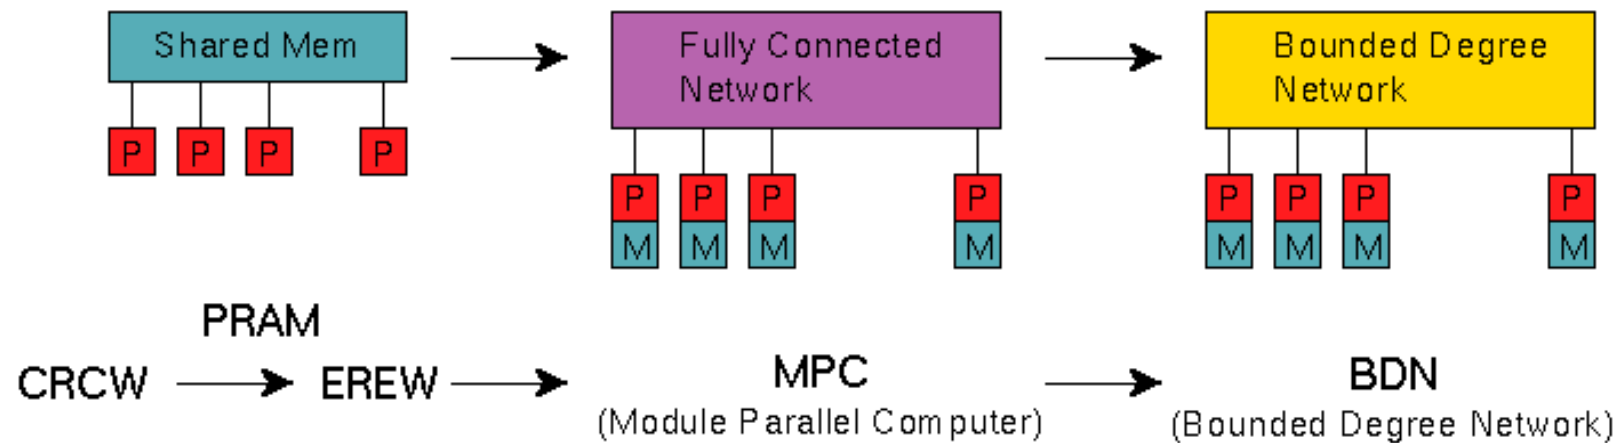 Shared Mem
Fully Connected
Network
Bounded Degree
Network
P P P P
P P P P
M M M M
P P P P
M M M M
PRAM
CRCW EREW
MPC
(Module Parallel Computer)
BDN
(Bounded Degree Network)